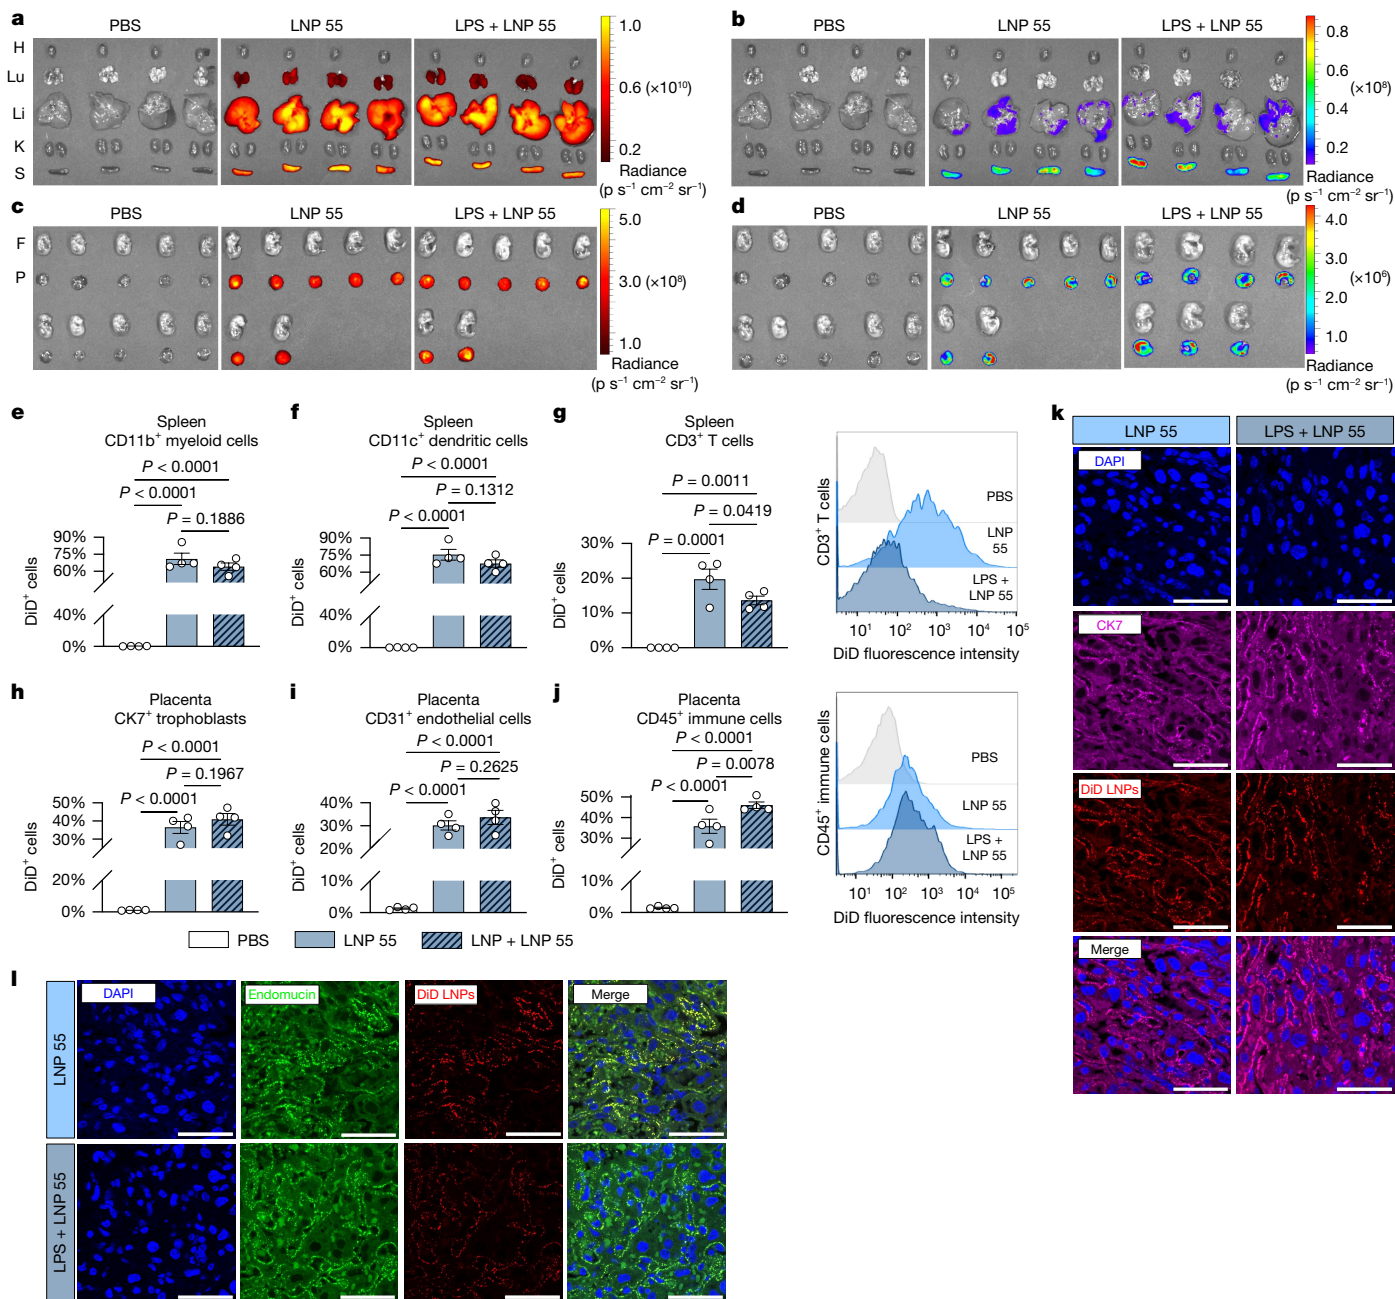 a
PBS
LNP 55
LPS + LNP 55
H
Lu
Li
K
S
1.0
0.6 (×10¹⁰)
0.2
Radiance
(p s⁻¹ cm⁻² sr⁻¹)
b
PBS
LNP 55
LPS + LNP 55
0.8
(×10⁸)
0.4
0.2
Radiance
(p s⁻¹ cm⁻² sr⁻¹)
c
PBS
LNP 55
LPS + LNP 55
F
P
5.0
3.0 (×10⁸)
1.0
Radiance
(p s⁻¹ cm⁻² sr⁻¹)
d
PBS
LNP 55
LPS + LNP 55
4.0
(×10⁶)
2.0
1.0
Radiance
(p s⁻¹ cm⁻² sr⁻¹)
e
Spleen
CD11b⁺ myeloid cells
P < 0.0001
P < 0.0001
P = 0.1886
90%
75%
60%
40%
0%
DiD⁺ cells
f
Spleen
CD11c⁺ dendritic cells
P < 0.0001
P = 0.1312
P < 0.0001
90%
75%
60%
40%
0%
DiD⁺ cells
g
Spleen
CD3⁺ T cells
P = 0.0011
P = 0.0419
P = 0.0001
30%
20%
10%
0%
DiD⁺ cells
CD3⁺ T cells
PBS
LNP
55
LPS +
LNP 55
10¹ 10² 10³ 10⁴ 10⁵
DiD fluorescence intensity
h
Placenta
CK7⁺ trophoblasts
P < 0.0001
P = 0.1967
P < 0.0001
50%
40%
30%
20%
0%
DiD⁺ cells
i
Placenta
CD31⁺ endothelial cells
P < 0.0001
P = 0.2625
P < 0.0001
40%
30%
20%
10%
0%
DiD⁺ cells
j
Placenta
CD45⁺ immune cells
P < 0.0001
P = 0.0078
P < 0.0001
50%
40%
30%
10%
0%
DiD⁺ cells
CD45⁺ immune cells
PBS
LNP 55
LPS +
LNP 55
10¹ 10² 10³ 10⁴ 10⁵
DiD fluorescence intensity
PBS
LNP 55
LNP + LNP 55
k
LNP 55
LPS + LNP 55
DAPI
CK7
DiD LNPs
Merge
l
LNP 55
LPS + LNP 55
DAPI
Endomucin
DiD LNPs
Merge